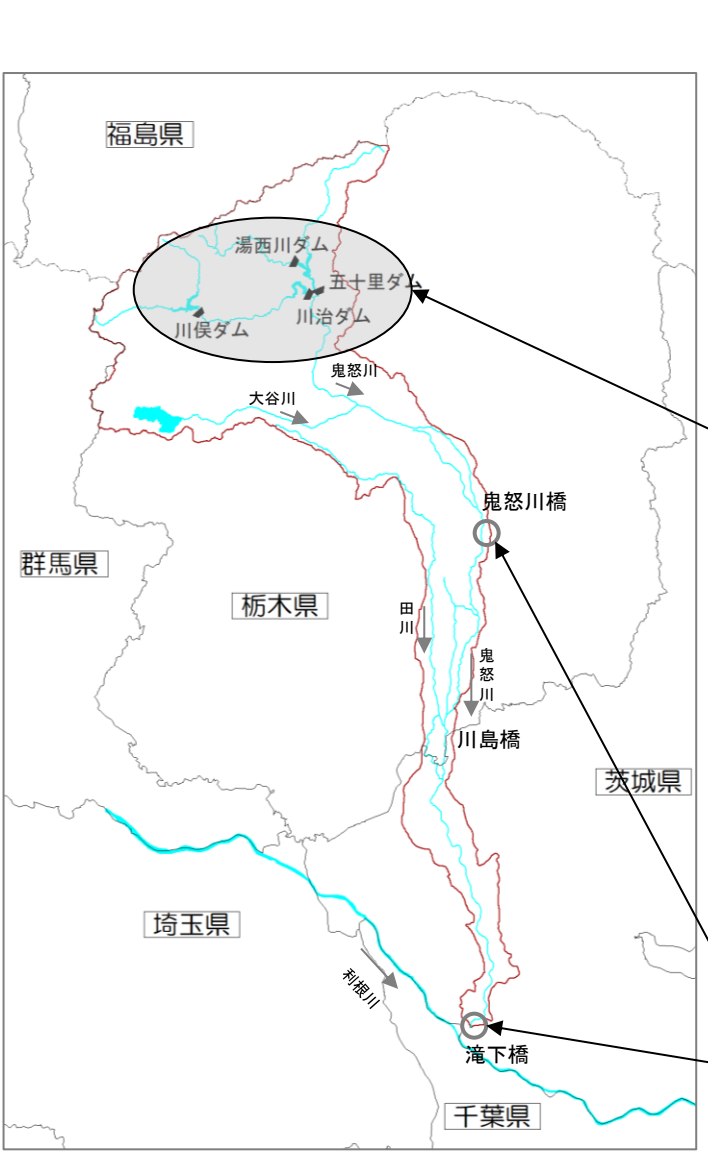 福島県
湯西川ダム
五十里ダム
川治ダム
川俣ダム
鬼怒川
大谷川
鬼怒川橋
群馬県
栃木県
田川
鬼怒川
川島橋
茨城県
埼玉県
利根川
滝下橋
千葉県